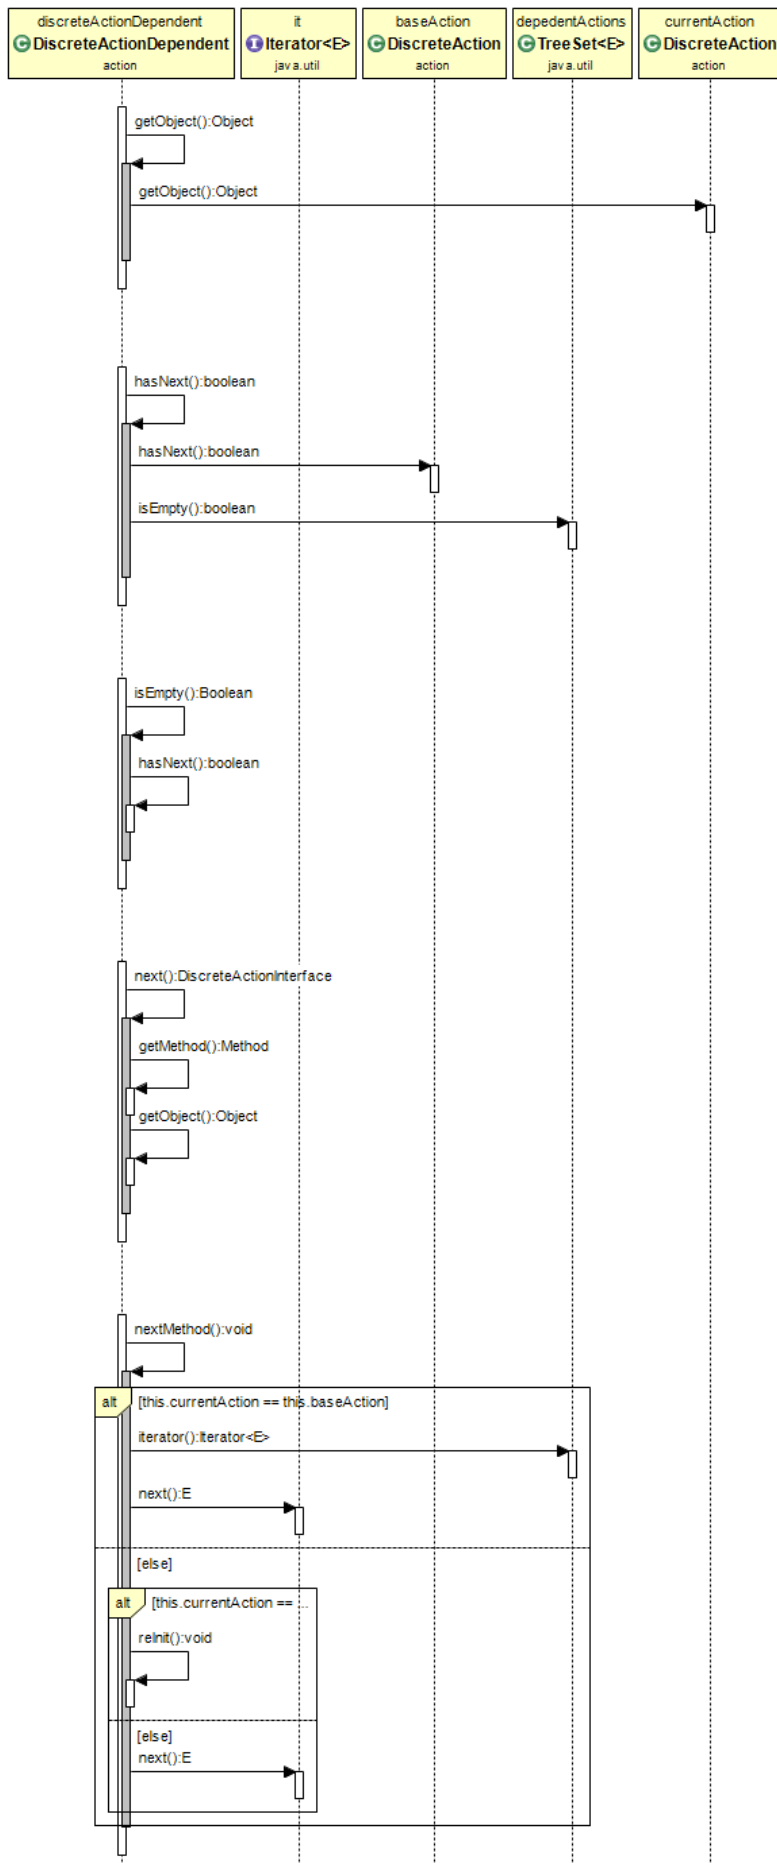 discreteActionDependent
C DiscreteActionDependent
action
it
I Iterator<E>
java.util
baseAction
C DiscreteAction
action
depedentActions
C TreeSet<E>
java.util
currentAction
C DiscreteAction
action
getObject():Object
getObject():Object
hasNext():boolean
hasNext():boolean
isEmpty():boolean
isEmpty():Boolean
hasNext():boolean
next():DiscreteActionInterface
getMethod():Method
getObject():Object
nextMethod():void
alt [this.currentAction == this.baseAction]
iterator():Iterator<E>
next():E
[else]
alt [this.currentAction == ...
reInit():void
[else]
next():E